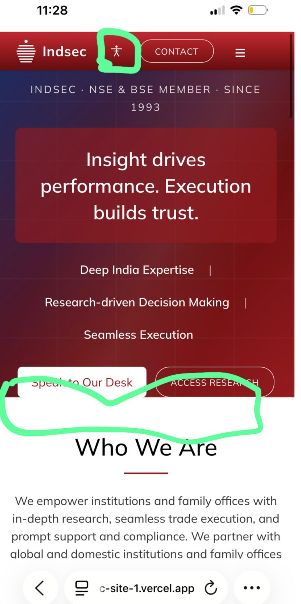 11:28
Indsec
CONTACT
INDSEC · NSE & BSE MEMBER · SINCE
1993
Insight drives
performance. Execution
builds trust.
Deep India Expertise |
Research-driven Decision Making |
Seamless Execution
Speak to Our Desk
ACCESS RESEARCH
Who We Are
We empower institutions and family offices with
in-depth research, seamless trade execution, and
prompt support and compliance. We partner with
global and domestic institutions and family offices
c-site-1.vercel.app